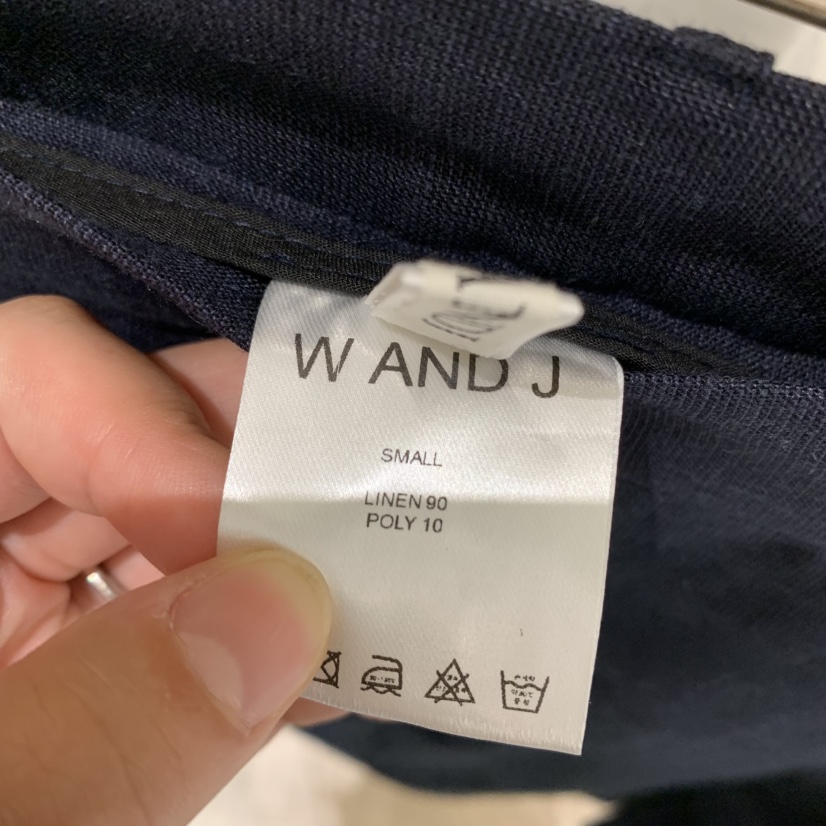 W AND J
SMALL
LINEN 90
POLY 10